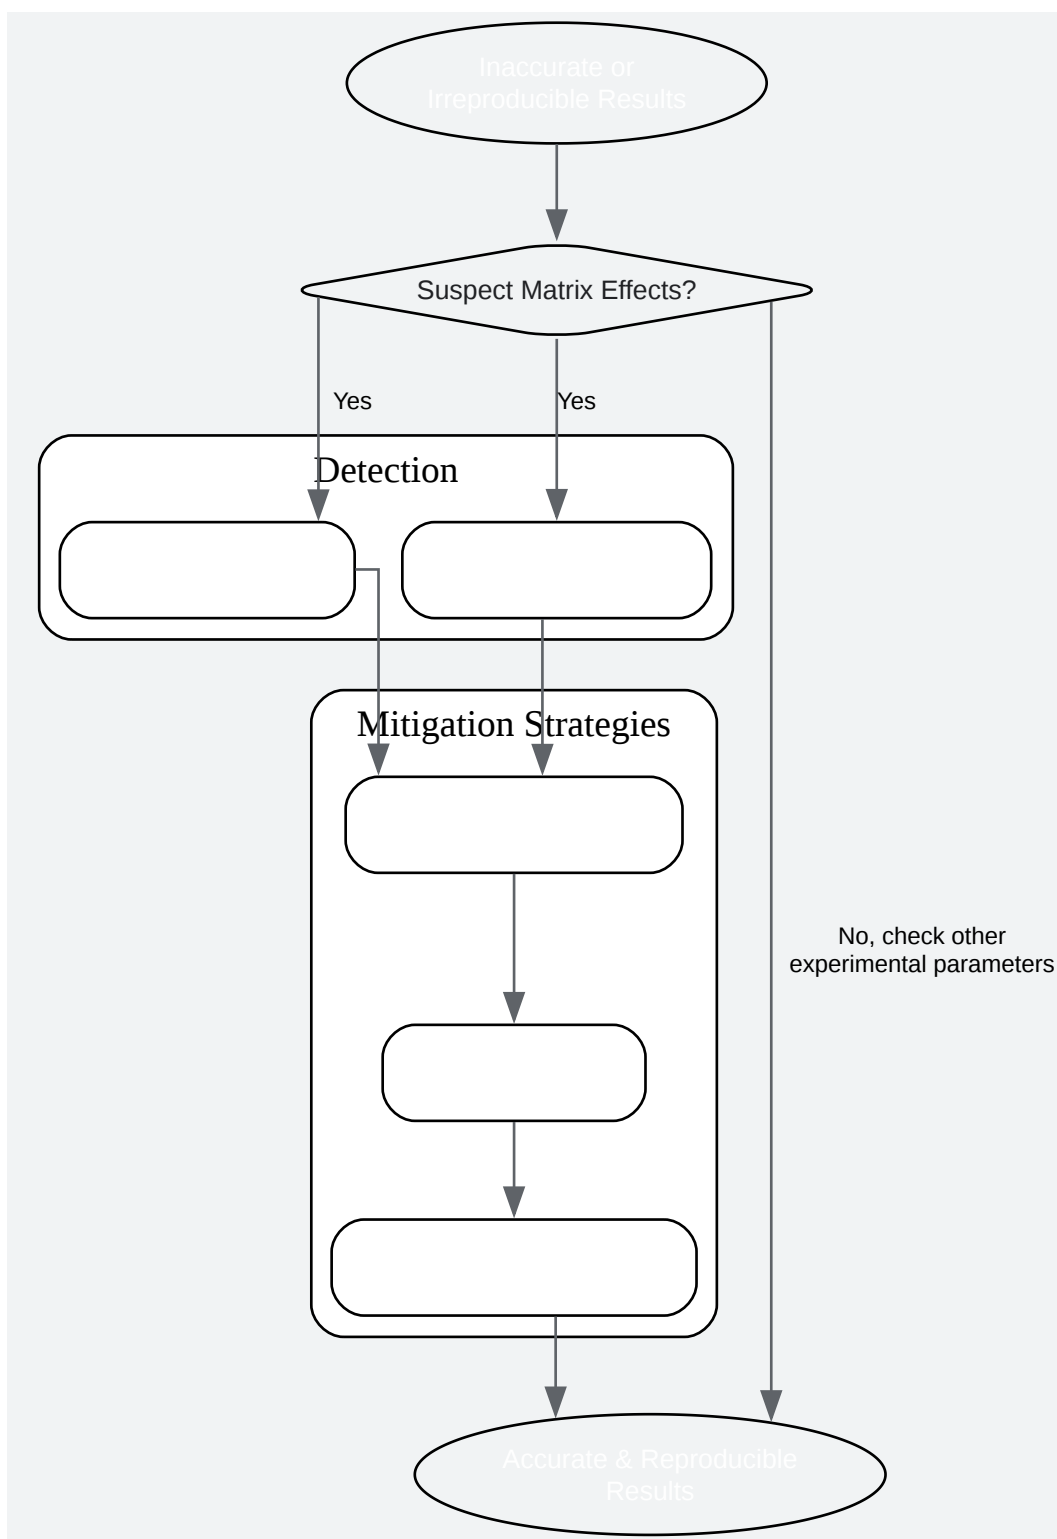 Inaccurate or
Irreproducible Results
Suspect Matrix Effects?
Yes
Yes
Detection
Mitigation Strategies
No, check other
experimental parameters
Accurate & Reproducible
Results